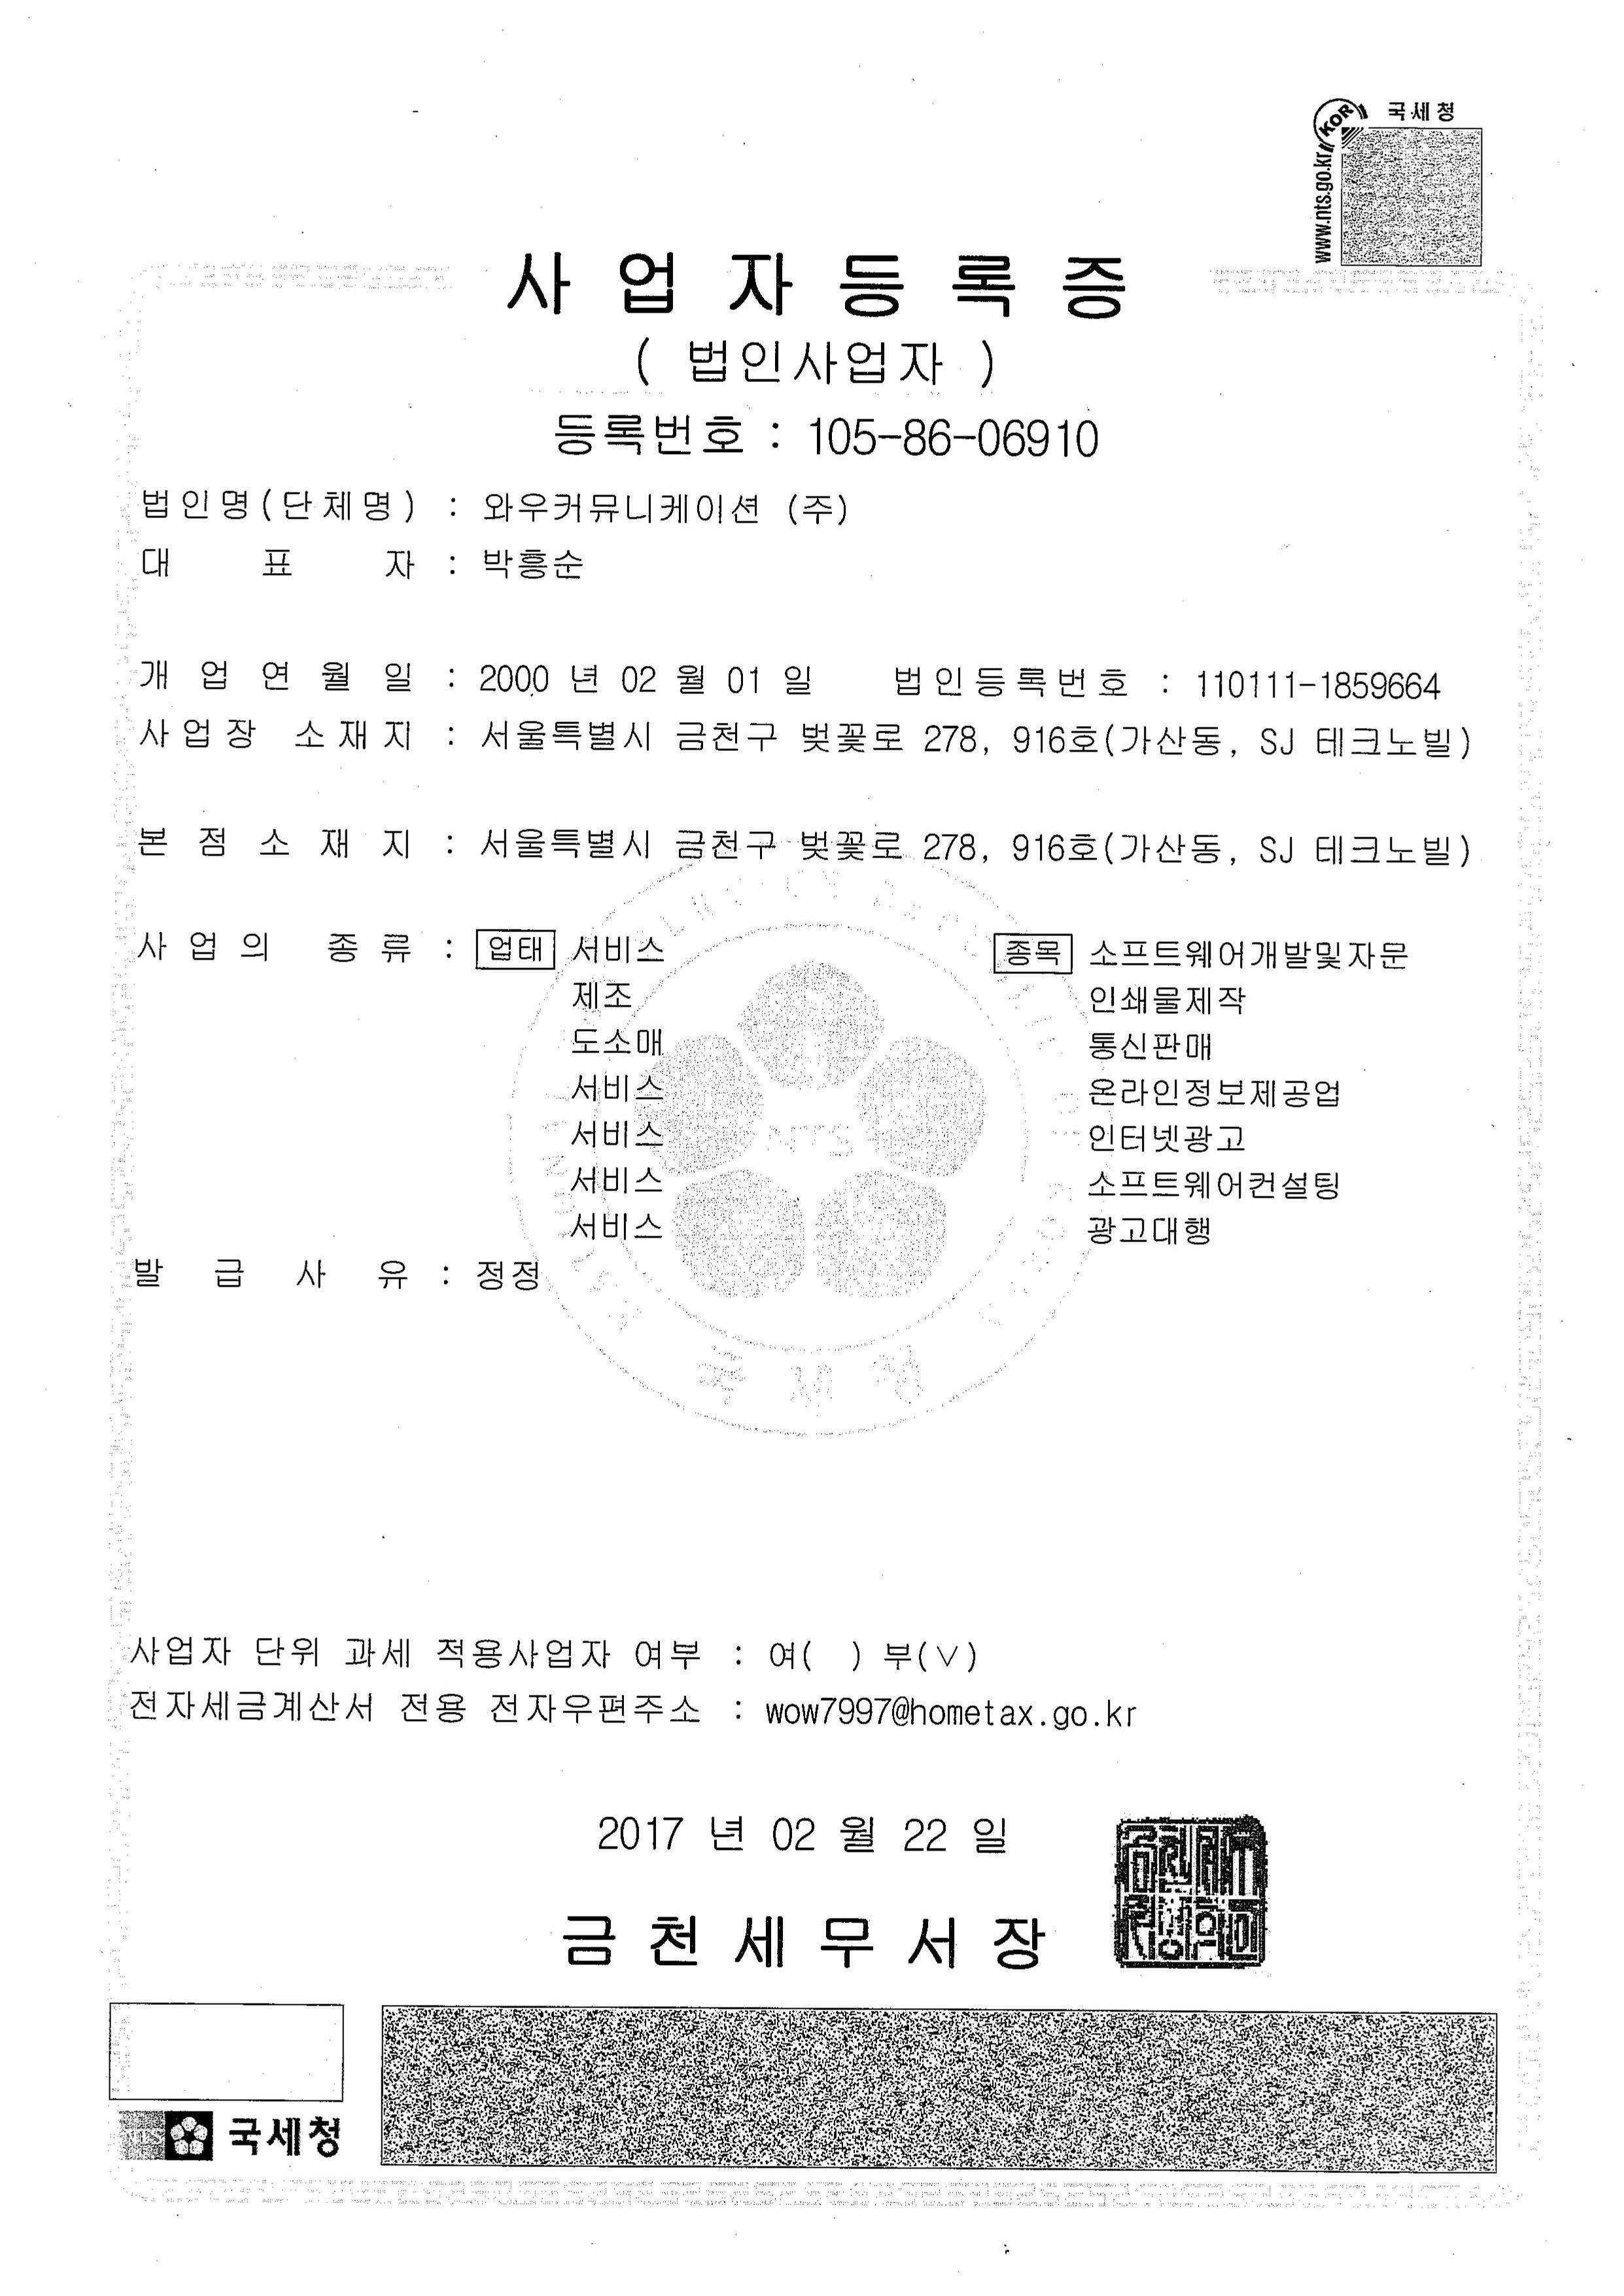 국세청
www.nts.go.kr
KOR
사업자등록증
( 법인사업자 )
등록번호 : 105-86-06910
법인명(단체명) : 와우커뮤니케이션 (주)
대 표 자 : 박흥순
개 업 연 월 일 : 2000 년 02 월 01 일 법인등록번호 : 110111-1859664
사업장 소재지 : 서울특별시 금천구 벚꽃로 278, 916호(가산동, SJ 테크노빌)
본 점 소 재 지 : 서울특별시 금천구 벚꽃로 278, 916호(가산동, SJ 테크노빌)
사업의 종류 : 업태 서비스 종목 소프트웨어개발및자문
제조 인쇄물제작
도소매 통신판매
서비스 온라인정보제공업
서비스 인터넷광고
서비스 소프트웨어컨설팅
서비스 광고대행
발 급 사 유 : 정정
NTS
국세청
사업자 단위 과세 적용사업자 여부 : 여( ) 부(∨)
전자세금계산서 전용 전자우편주소 : wow7997@hometax.go.kr
2017 년 02 월 22 일
금천세무서장
국세청